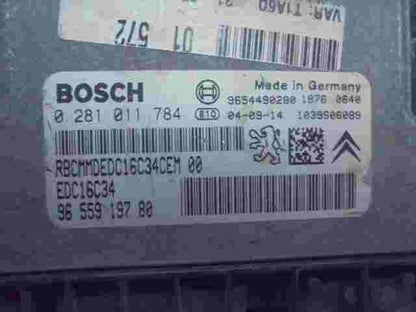 VAR: T1A60
01
572
BOSCH
Made in Germany
9654490280 1876 0640
0 281 011 784 e10 04-09-14 1039S06089
RBCMMDEDC16C34CEM 00
EDC16C34
96 559 197 80